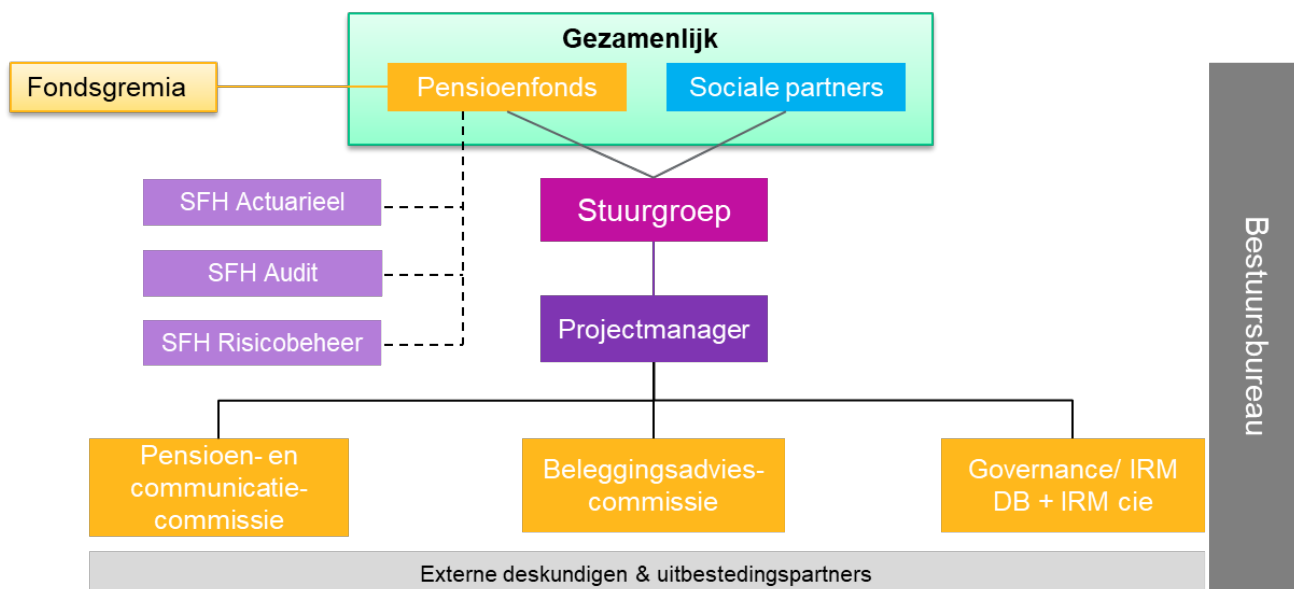 Gezamenlijk
Fondsgremia
Pensioenfonds
Sociale partners
SFH Actuarieel
Stuurgroep
SFH Audit
SFH Risicobeheer
Projectmanager
Bestuursbureau
Pensioen- en
communicatie-
commissie
Beleggingsadvies-
commissie
Governance/ IRM
DB + IRM cie
Externe deskundigen & uitbestedingspartners